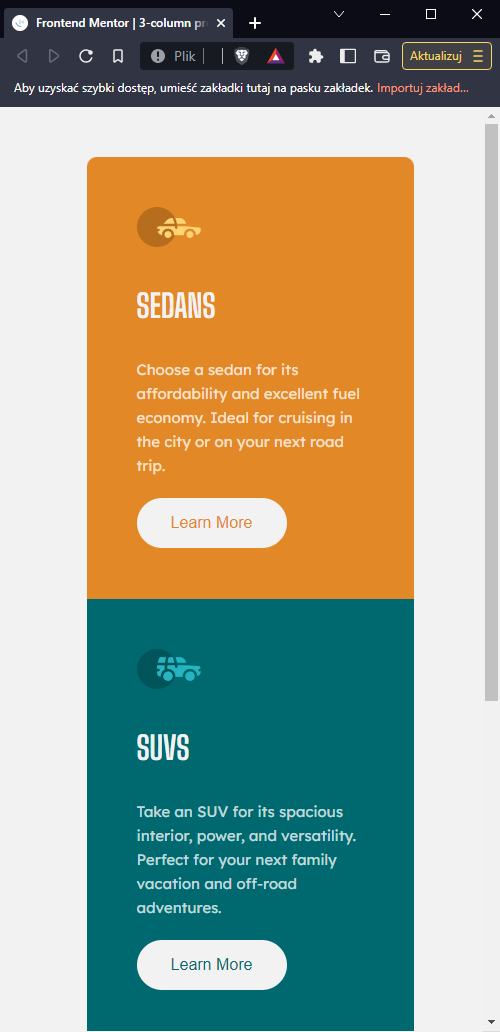 Frontend Mentor | 3-column pr
Plik
Aktualizuj
Aby uzyskać szybki dostęp, umieść zakładki tutaj na pasku zakładek. Importuj zakład...
SEDANS
Choose a sedan for its
affordability and excellent fuel
economy. Ideal for cruising in
the city or on your next road
trip.
Learn More
SUVS
Take an SUV for its spacious
interior, power, and versatility.
Perfect for your next family
vacation and off-road
adventures.
Learn More